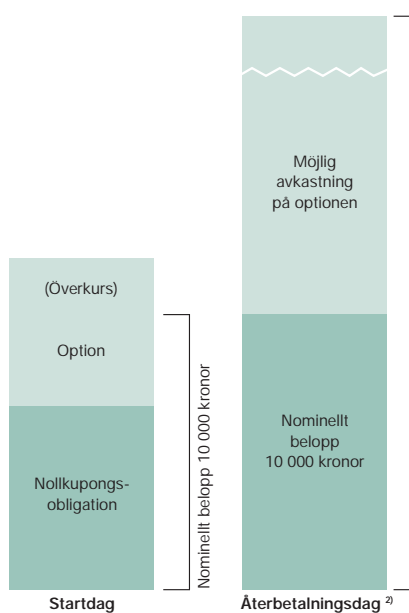 Möjlig
avkastning
på optionen
(Överkurs)
Option
Nollkupongs-
obligation
Nominellt belopp 10 000 kronor
Nominellt
belopp
10 000 kronor
Startdag
Återbetalningsdag 2)